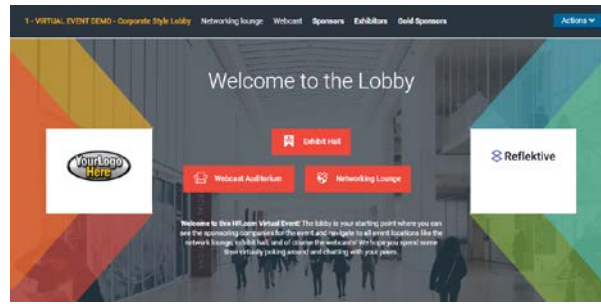 1 - VIRTUAL EVENT DEMO - Corporate Style Lobby Networking lounge Webcast Sponsors Exhibitors Gold Sponsors Actions
Welcome to the Lobby
Exhibit Hall
YourLogo
Here
Reflektive
Webcast Auditorium Networking Lounge
Welcome to this HR.com Virtual Event! The lobby is your starting point where you can
see the sponsoring companies for the event and navigate to all event locations like the
network lounge, exhibit hall, and of course the webcasts! We hope you spend some
time virtually poking around and chatting with your peers.